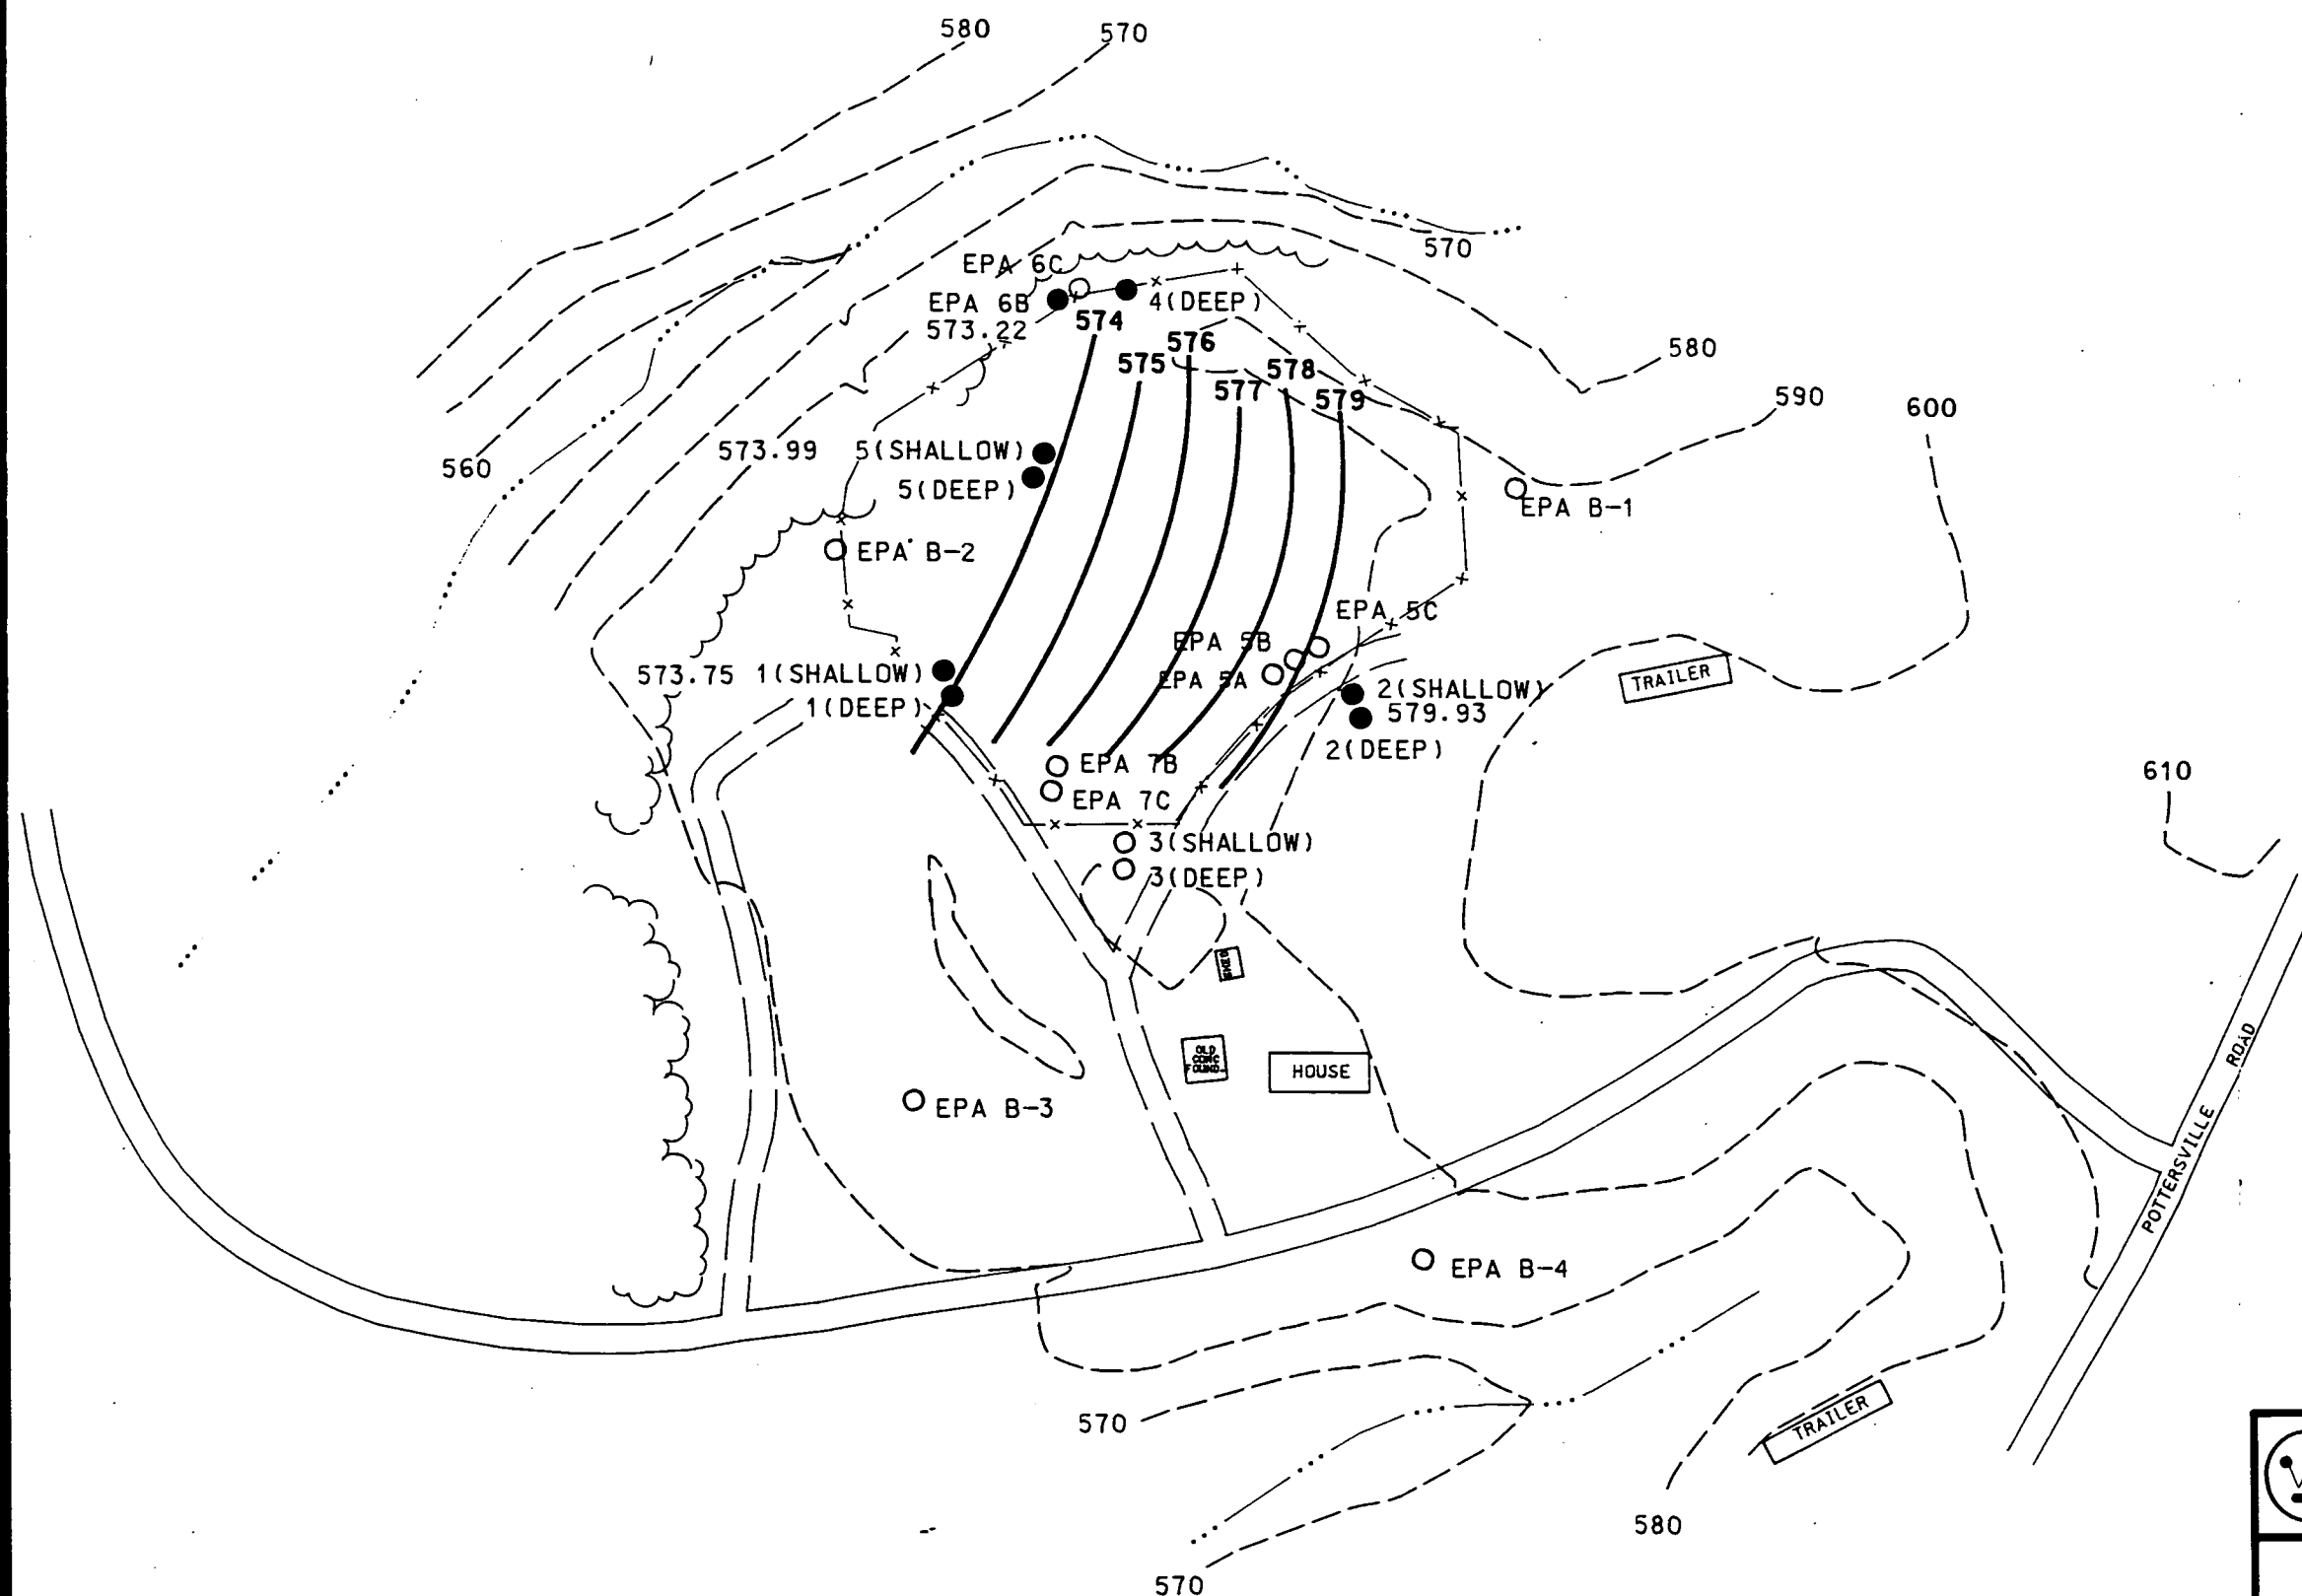 580
570
570
EPA 6C
EPA 6B
4(DEEP)
573.22
574
576
575
578
577
579
580
590
600
573.99
5(SHALLOW)
560
5(DEEP)
EPA B-1
EPA B-2
EPA 5C
EPA 5B
573.75
1(SHALLOW)
EPA 5A
TRAILER
2(SHALLOW)
579.93
1(DEEP)
2(DEEP)
EPA 7B
610
EPA 7C
3(SHALLOW)
3(DEEP)
OLD
CONC
FOUND.
HOUSE
POTTERSVILLE ROAD
EPA B-3
EPA B-4
TRAILER
570
580
570